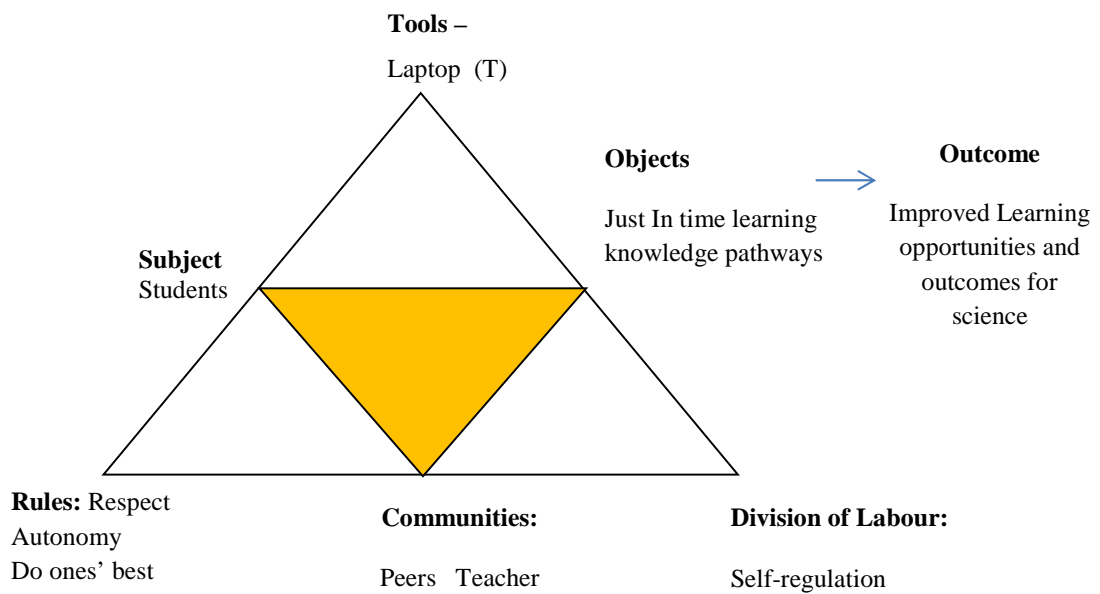 Tools –
Laptop (T)
Objects
Just In time learning
knowledge pathways
Outcome
Improved Learning
opportunities and
outcomes for
science
Subject
Students
Rules: Respect
Autonomy
Do ones’ best
Communities:
Peers Teacher
Division of Labour:
Self-regulation